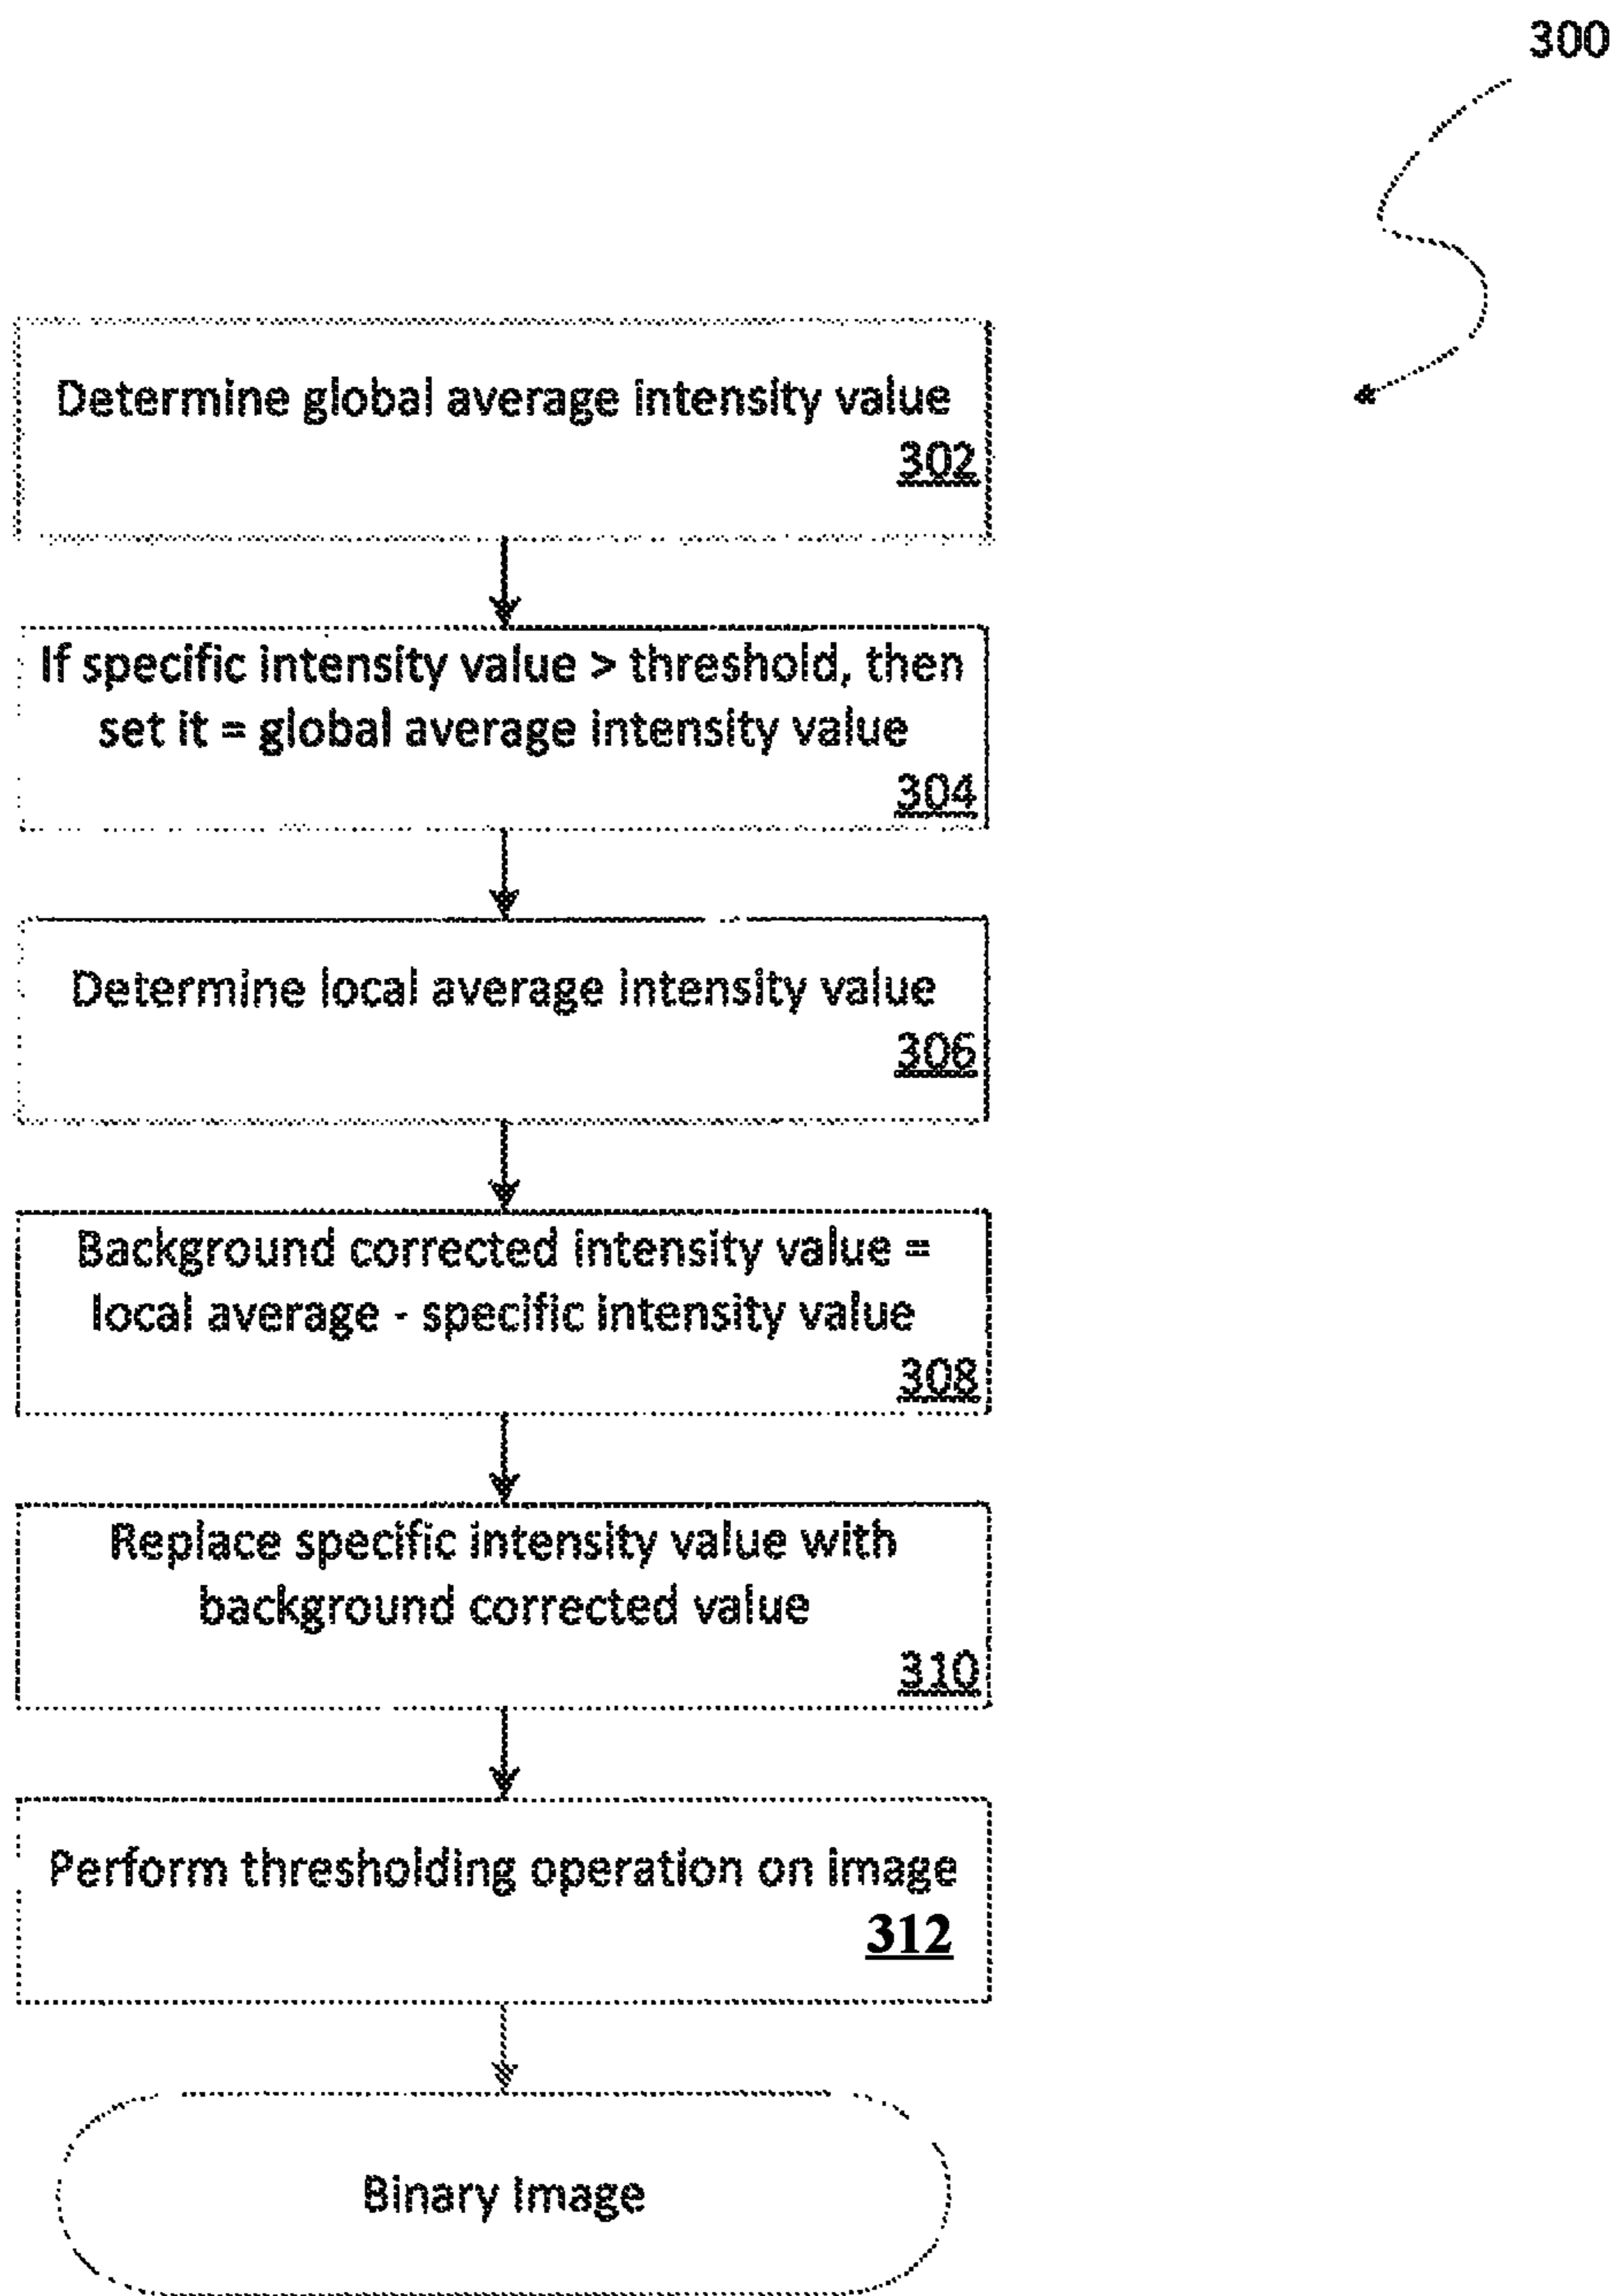 300
Determine global average intensity value
302
If specific intensity value > threshold, then
set it = global average intensity value
304
Determine local average intensity value
306
Background corrected intensity value =
local average - specific intensity value
308
Replace specific intensity value with
background corrected value
310
Perform thresholding operation on image
312
Binary Image